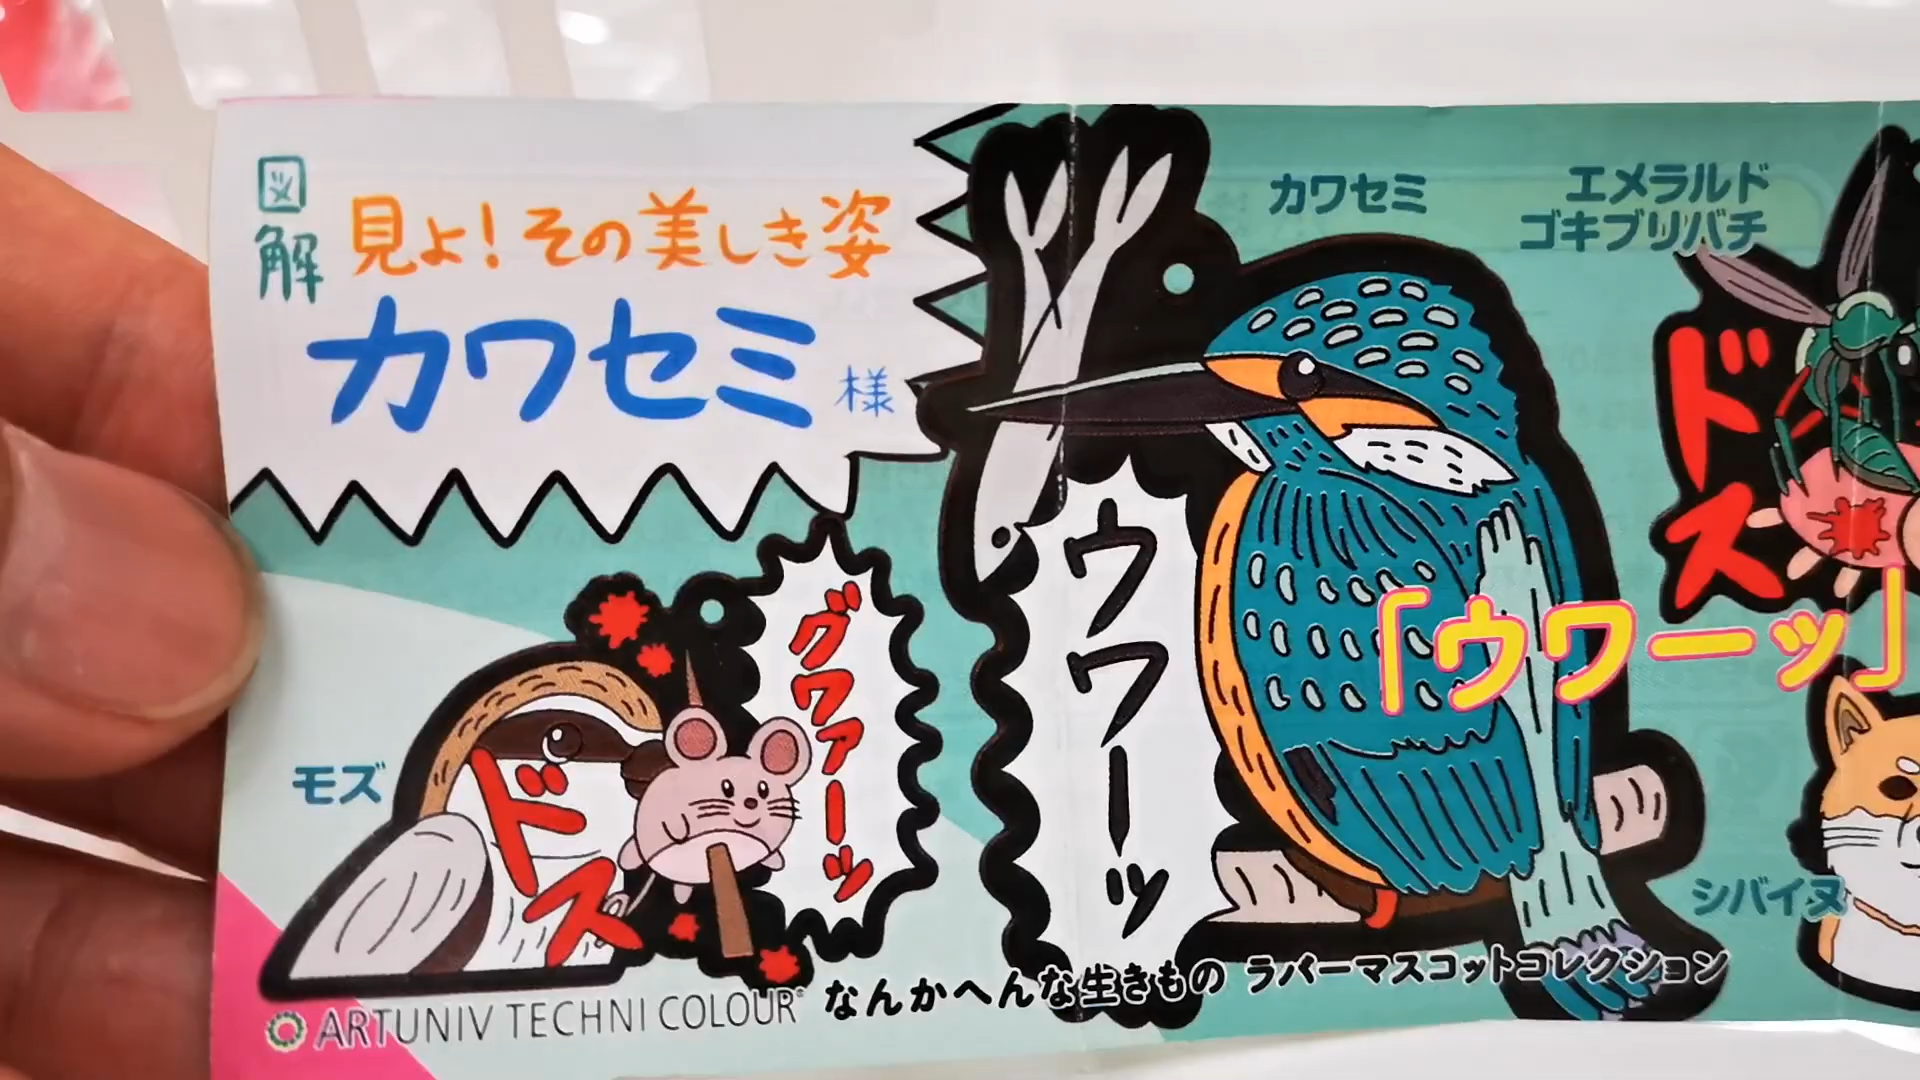 図解
見よ!その美しき姿
カワセミ様
カワセミ
エメラルド
ゴキブリバチ
ドス
ウワーッ
「ウワーッ」
グワァーッ
モズ
ドス
シバイヌ
なんかへんな生きもの ラバーマスコットコレクション
ARTUNIV TECHNI COLOUR®